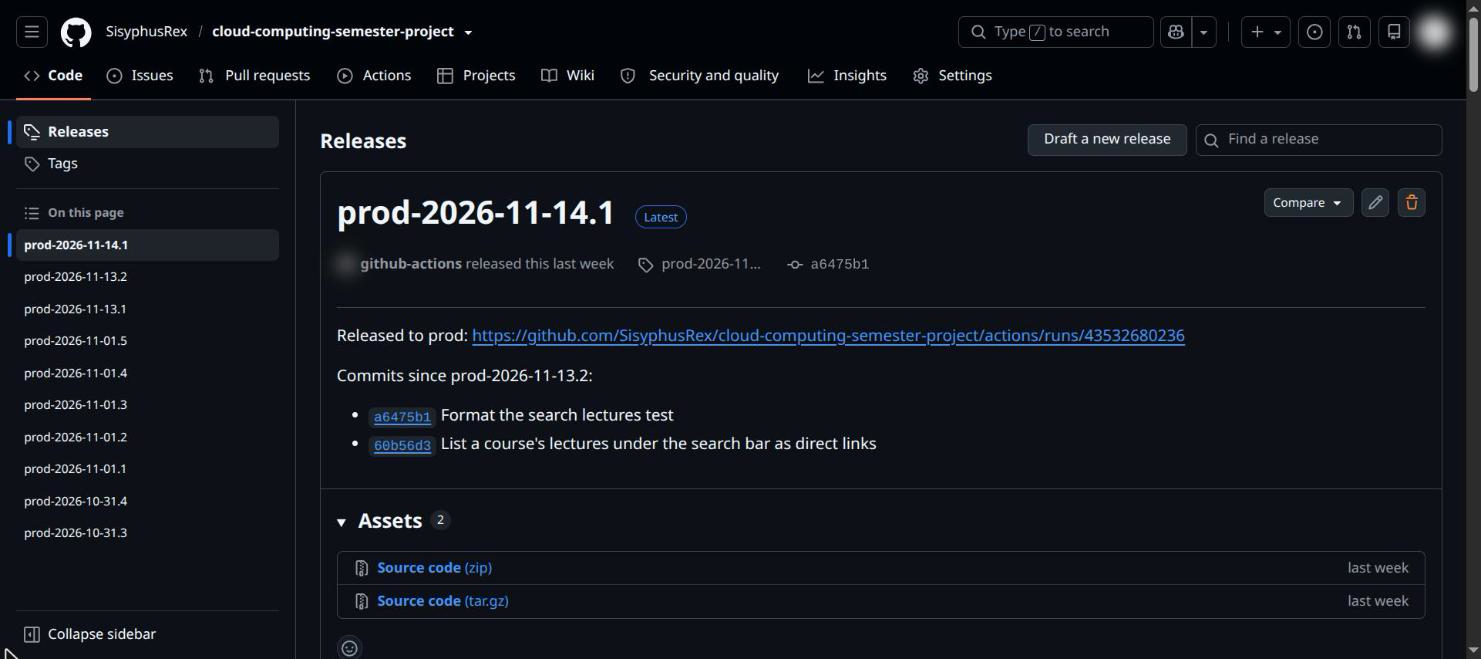 SisyphusRex / cloud-computing-semester-project
Type / to search
Code Issues Pull requests Actions Projects Wiki Security and quality Insights Settings
Releases
Tags
On this page
prod-2026-11-14.1
prod-2026-11-13.2
prod-2026-11-13.1
prod-2026-11-01.5
prod-2026-11-01.4
prod-2026-11-01.3
prod-2026-11-01.2
prod-2026-11-01.1
prod-2026-10-31.4
prod-2026-10-31.3
Collapse sidebar
Releases
Draft a new release
Find a release
prod-2026-11-14.1 Latest
Compare
github-actions released this last week prod-2026-11... a6475b1
Released to prod: https://github.com/SisyphusRex/cloud-computing-semester-project/actions/runs/43532680236
Commits since prod-2026-11-13.2:
a6475b1 Format the search lectures test
60b56d3 List a course's lectures under the search bar as direct links
Assets 2
Source code (zip) last week
Source code (tar.gz) last week